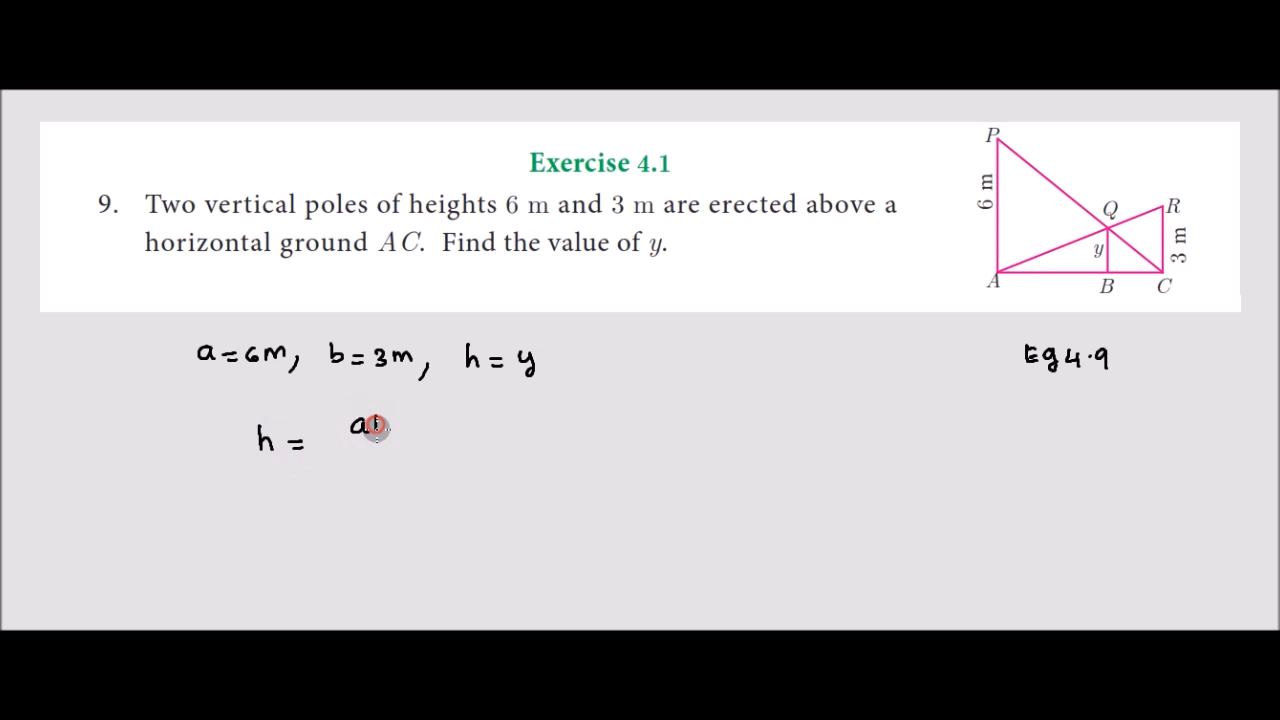 Exercise 4.1
9. Two vertical poles of heights 6 m and 3 m are erected above a
horizontal ground AC. Find the value of y.
P
6 m
Q
R
y
3 m
A
B
C
a = 6m, b = 3m, h = y
Eg 4.9
h = a